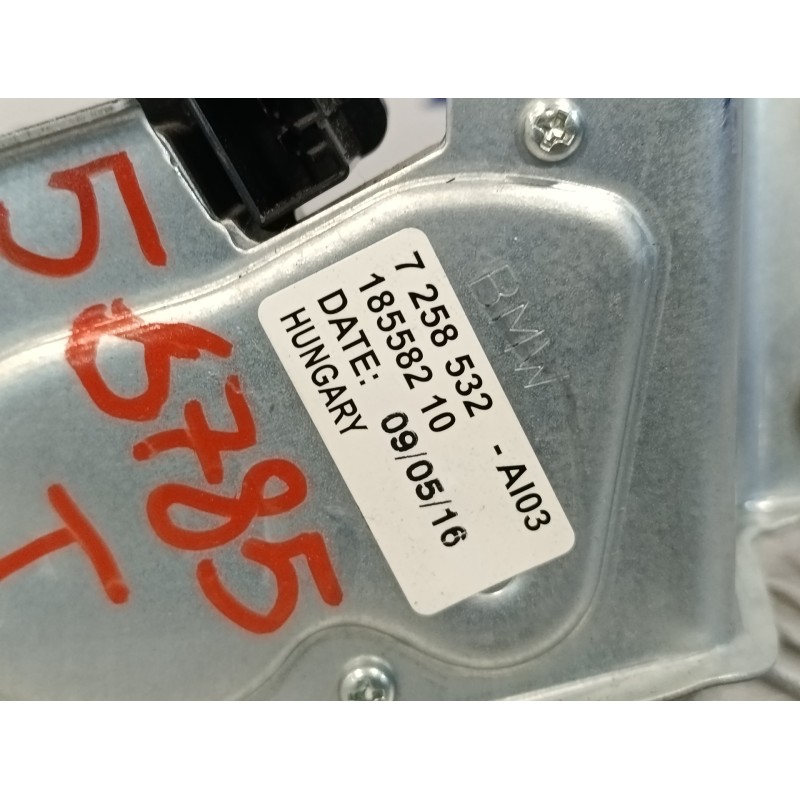 7 258 532 - AI03
185582 10
DATE: 09/05/16
HUNGARY
BMW
56785
T